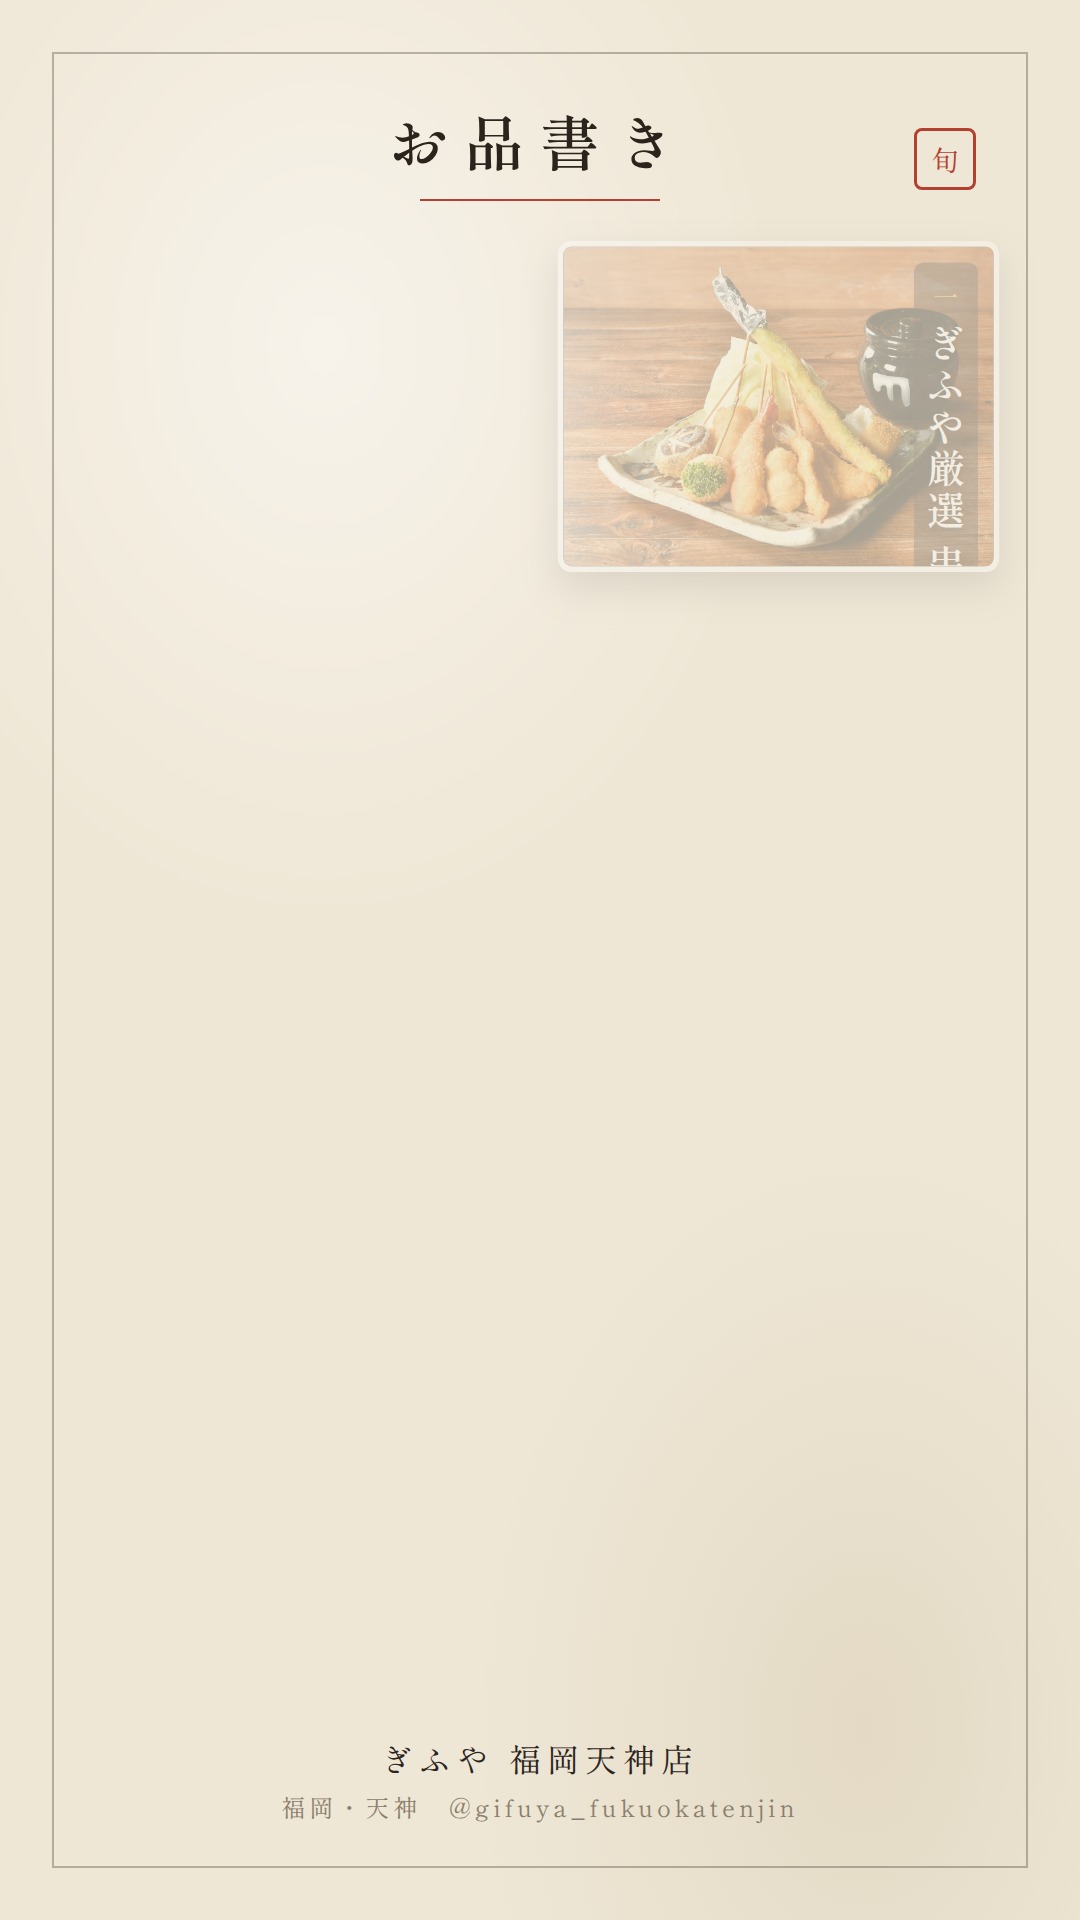 お品書き
旬
一
ぎふや厳選
ぎふや 福岡天神店
福岡・天神 @gifuya_fukuokatenjin